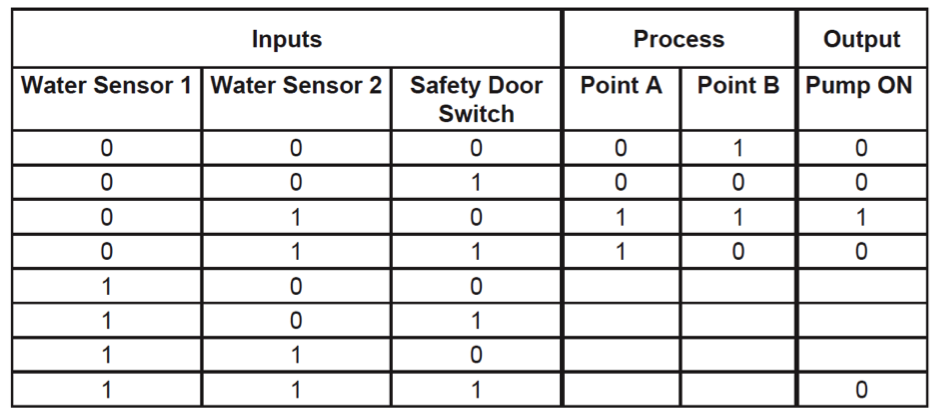 Inputs Process Output
Water Sensor 1 Water Sensor 2 Safety Door Switch Point A Point B Pump ON
0 0 0 0 1 0
0 0 1 0 0 0
0 1 0 1 1 1
0 1 1 1 0 0
1 0 0
1 0 1
1 1 0
1 1 1 0